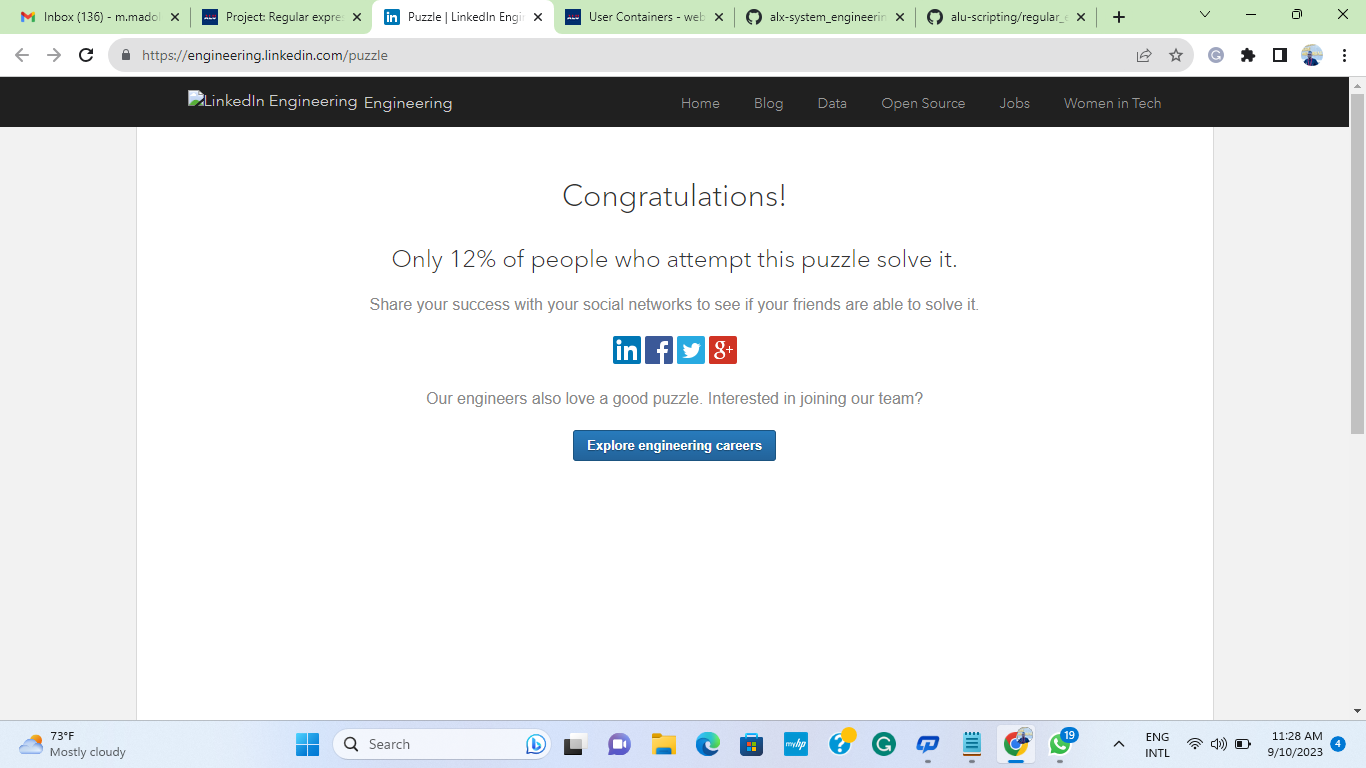 Inbox (136) - m.madol
Project: Regular expre
Puzzle | LinkedIn Engi
User Containers - web
alx-system_engineerin
alu-scripting/regular_e
https://engineering.linkedin.com/puzzle
LinkedIn Engineering Engineering
Home Blog Data Open Source Jobs Women in Tech
Congratulations!
Only 12% of people who attempt this puzzle solve it.
Share your success with your social networks to see if your friends are able to solve it.
in f g+
Our engineers also love a good puzzle. Interested in joining our team?
Explore engineering careers
73°F
Mostly cloudy
Search
myhp
19
ENG
INTL
11:28 AM
9/10/2023
4